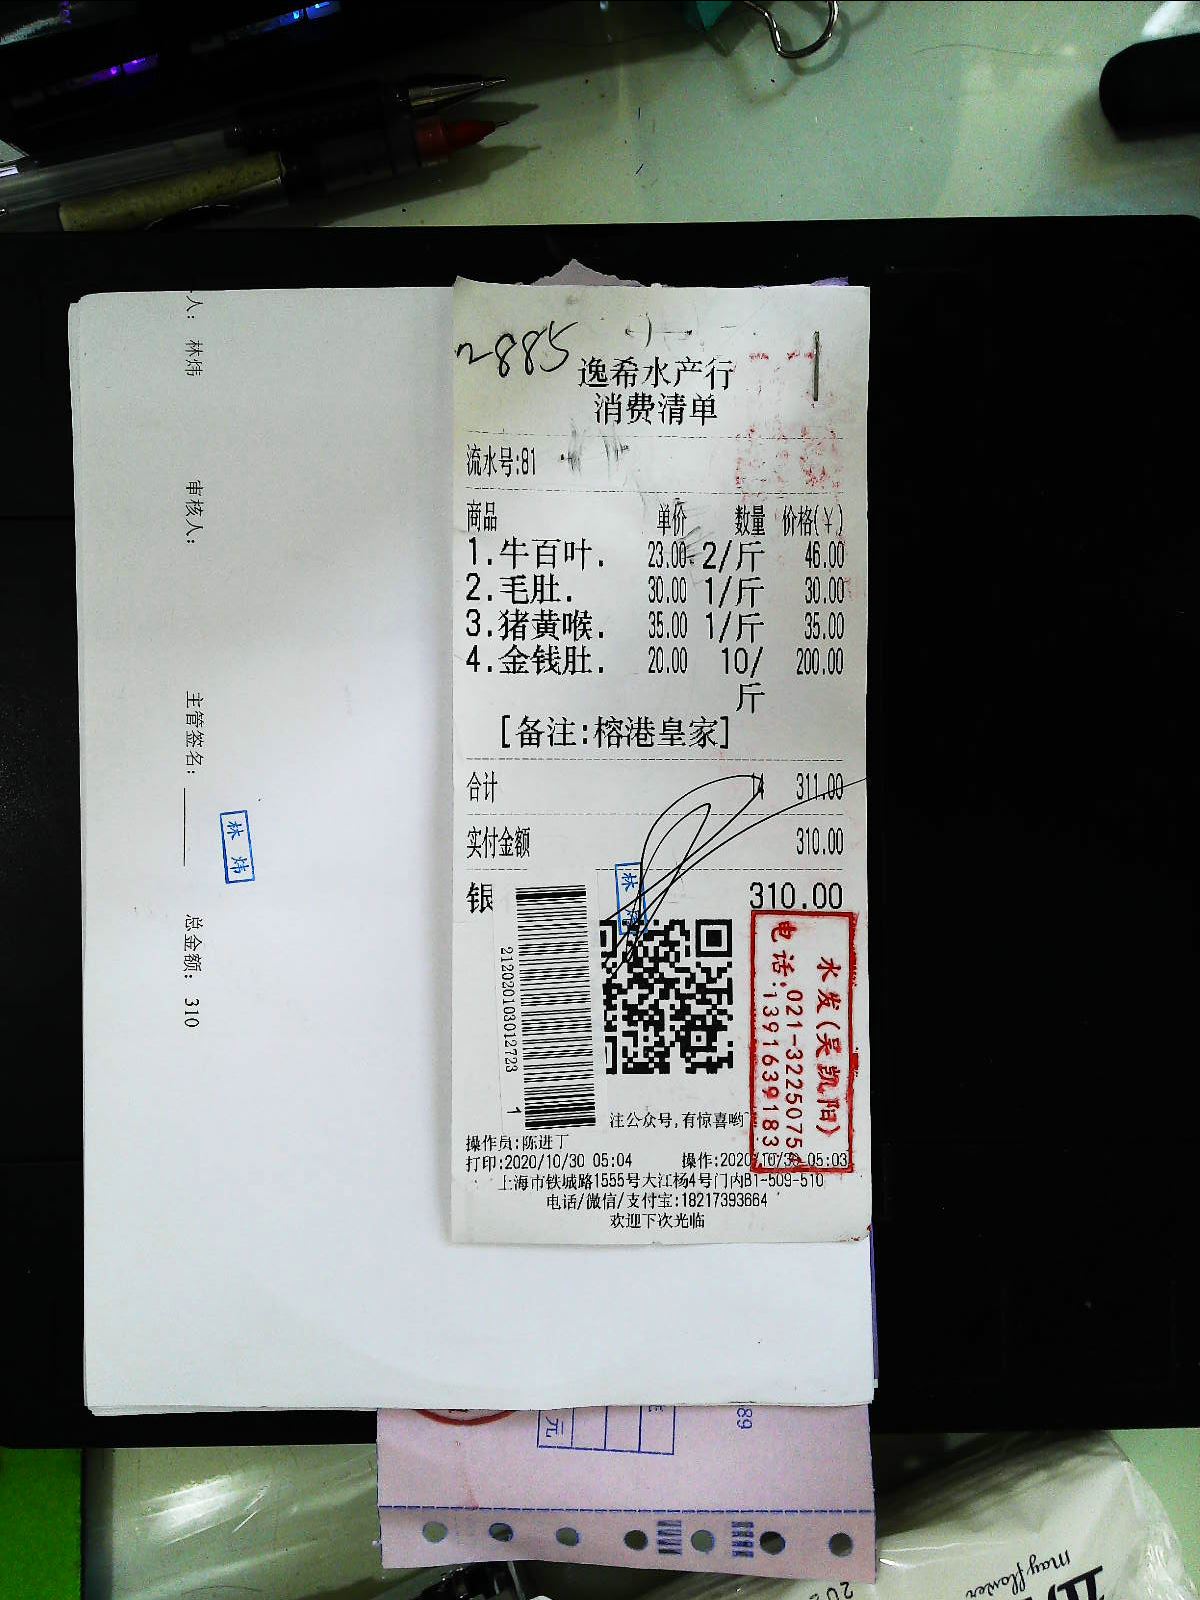 人： 林炜
审核人：
主管签名：
林炜
总金额： 310
2885
逸希水产行
消费清单
流水号:81
商品 单价 数量 价格(¥)
1.牛百叶. 23.00 2/斤 46.00
2.毛肚. 30.00 1/斤 30.00
3.猪黄喉. 35.00 1/斤 35.00
4.金钱肚. 20.00 10/斤 200.00
[备注:榕港皇家]
合计 14 311.00
实付金额 310.00
银 310.00
林炜
212020103012723
1
水发(吴凯阳)
电话:021-32250754
13916391183
注公众号,有惊喜哟
操作员:陈进丁
打印:2020/10/30 05:04 操作:2020/10/30 05:03
上海市铁城路1555号大江杨4号门内B1-509-510
电话/微信/支付宝:18217393664
欢迎下次光临
元
89
mayflower